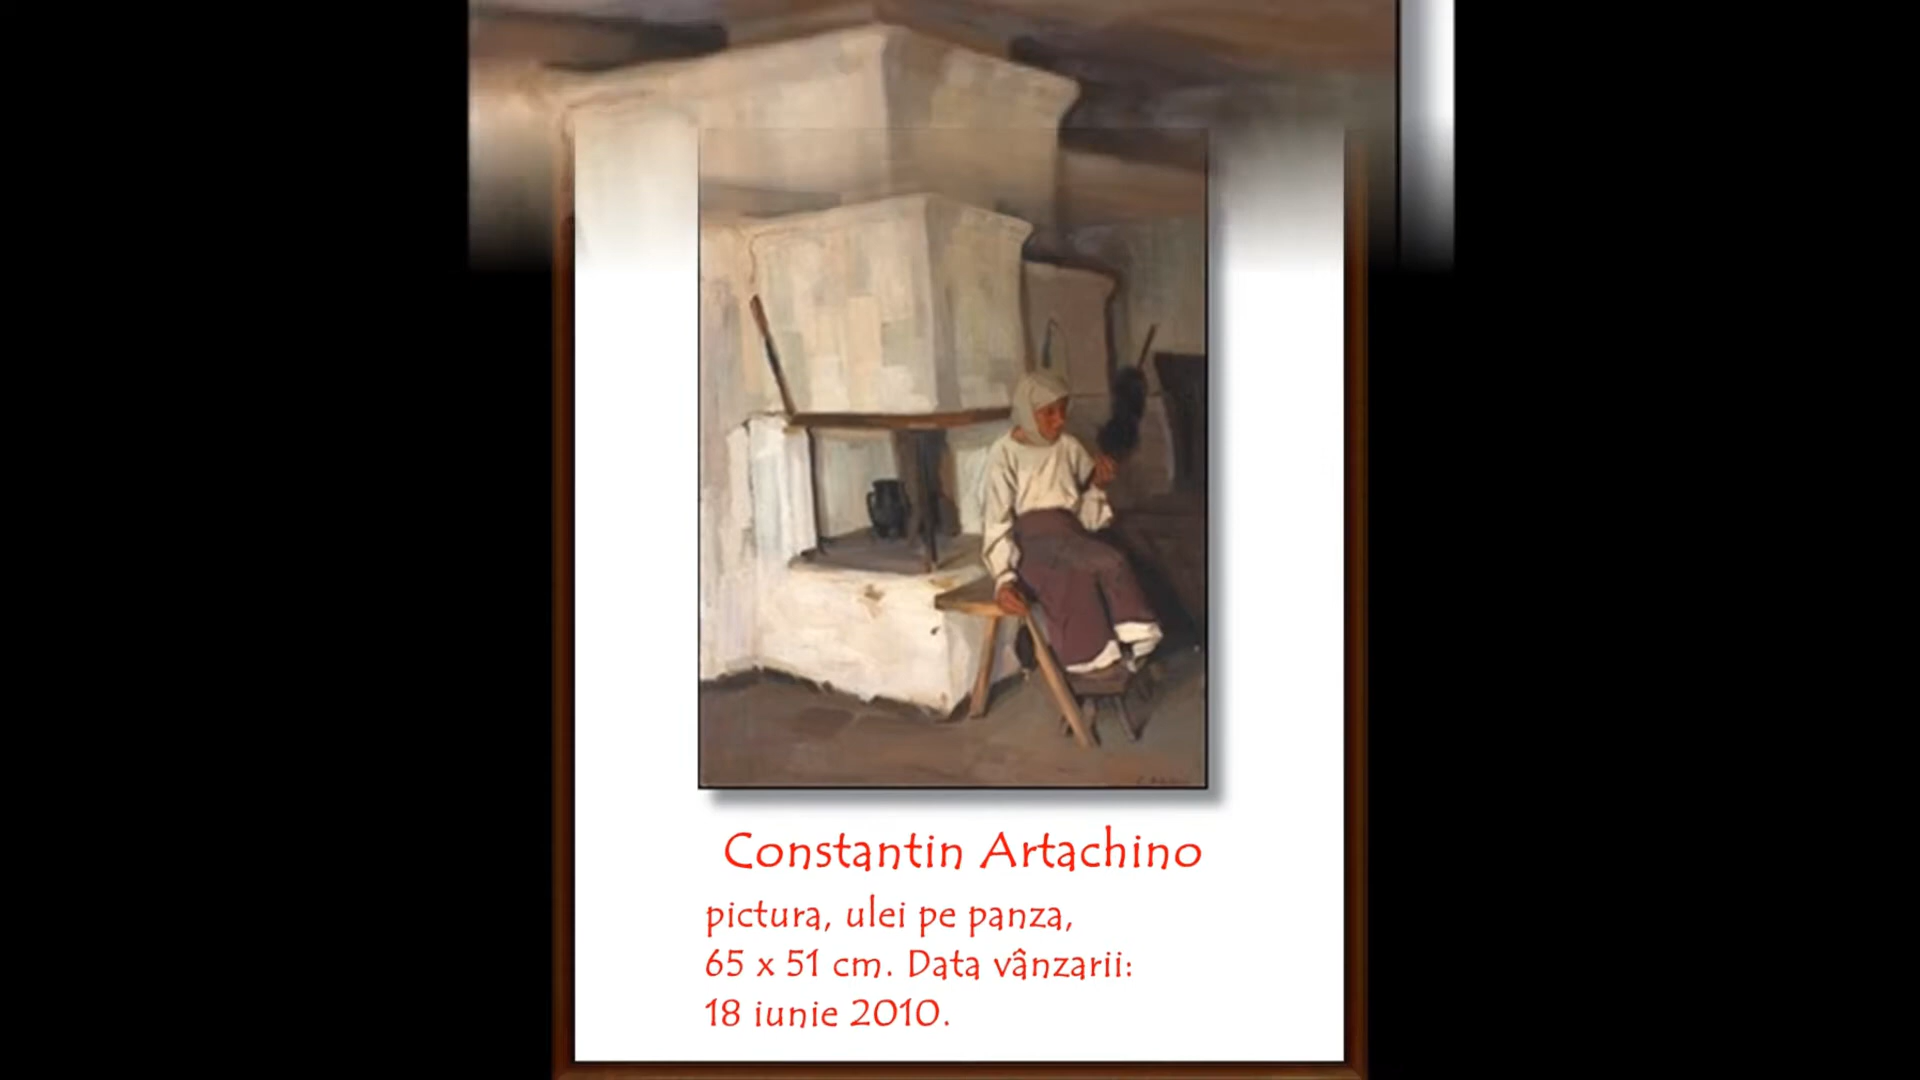 Constantin Artachino
pictura, ulei pe panza,
65 x 51 cm. Data vânzarii:
18 iunie 2010.